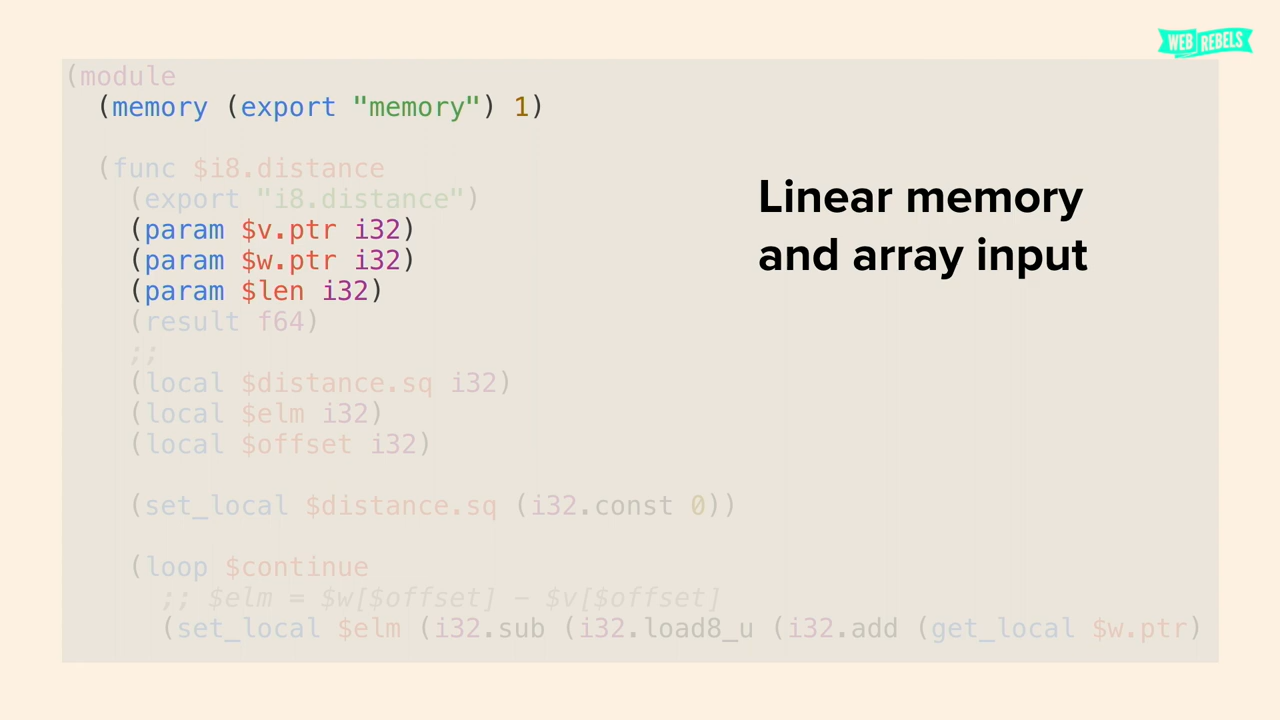 WEB REBELS
(module
(memory (export "memory") 1)
(func $i8.distance
(export "i8.distance")
(param $v.ptr i32)
(param $w.ptr i32)
(param $len i32)
(result f64)
;;
(local $distance.sq i32)
(local $elm i32)
(local $offset i32)
(set_local $distance.sq (i32.const 0))
(loop $continue
;; $elm = $w[$offset] - $v[$offset]
(set_local $elm (i32.sub (i32.load8_u (i32.add (get_local $w.ptr)
Linear memory
and array input